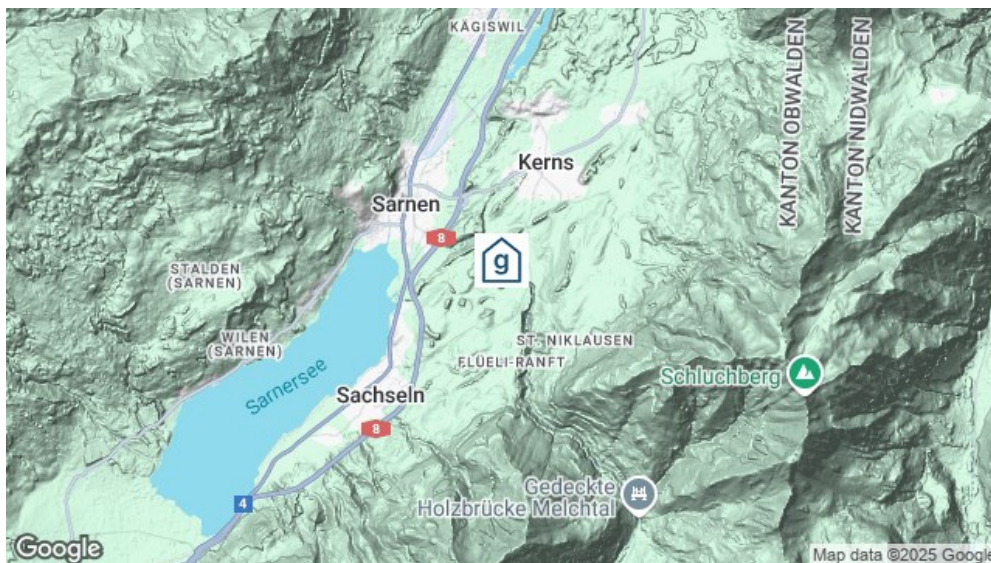 KÄGISWIL
KANTON OBWALDEN
KANTON NIDWALDEN
Kerns
Sarnen
8
g
STALDEN
(SARNEN)
WILEN
(SARNEN)
ST. NIKLAUSEN
FLÜELI-RANFT
Schluchberg
Sarnersee
Sachseln
8
4
Gedeckte
Holzbrücke Melchtal
Google
Map data ©2025 Google